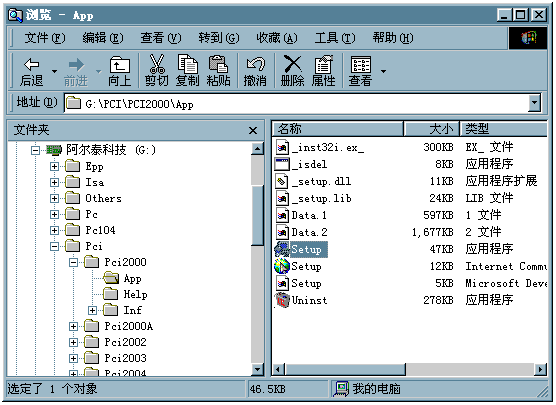 浏览 - App
文件(F) 编辑(E) 查看(V) 转到(G) 收藏(A) 工具(T) 帮助(H)
后退 前进 向上 剪切 复制 粘贴 撤消 删除 属性 查看
地址(D) G:\PCI\PCI2000\App
文件夹
阿尔泰科技 (G:)
Epp
Isa
Others
Pc
Pc104
Pci
Pci2000
App
Help
Inf
Pci2000A
Pci2002
Pci2003
Pci2004
名称 大小 类型
_inst32i.ex_ 300KB EX_ 文件
_isdel 8KB 应用程序
_setup.dll 11KB 应用程序扩展
_setup.lib 24KB LIB 文件
Data.1 597KB 1 文件
Data.2 1,677KB 2 文件
Setup 47KB 应用程序
Setup 12KB Internet Commu
Setup 5KB Microsoft Deve
Uninst 278KB 应用程序
选定了 1 个对象 46.5KB 我的电脑